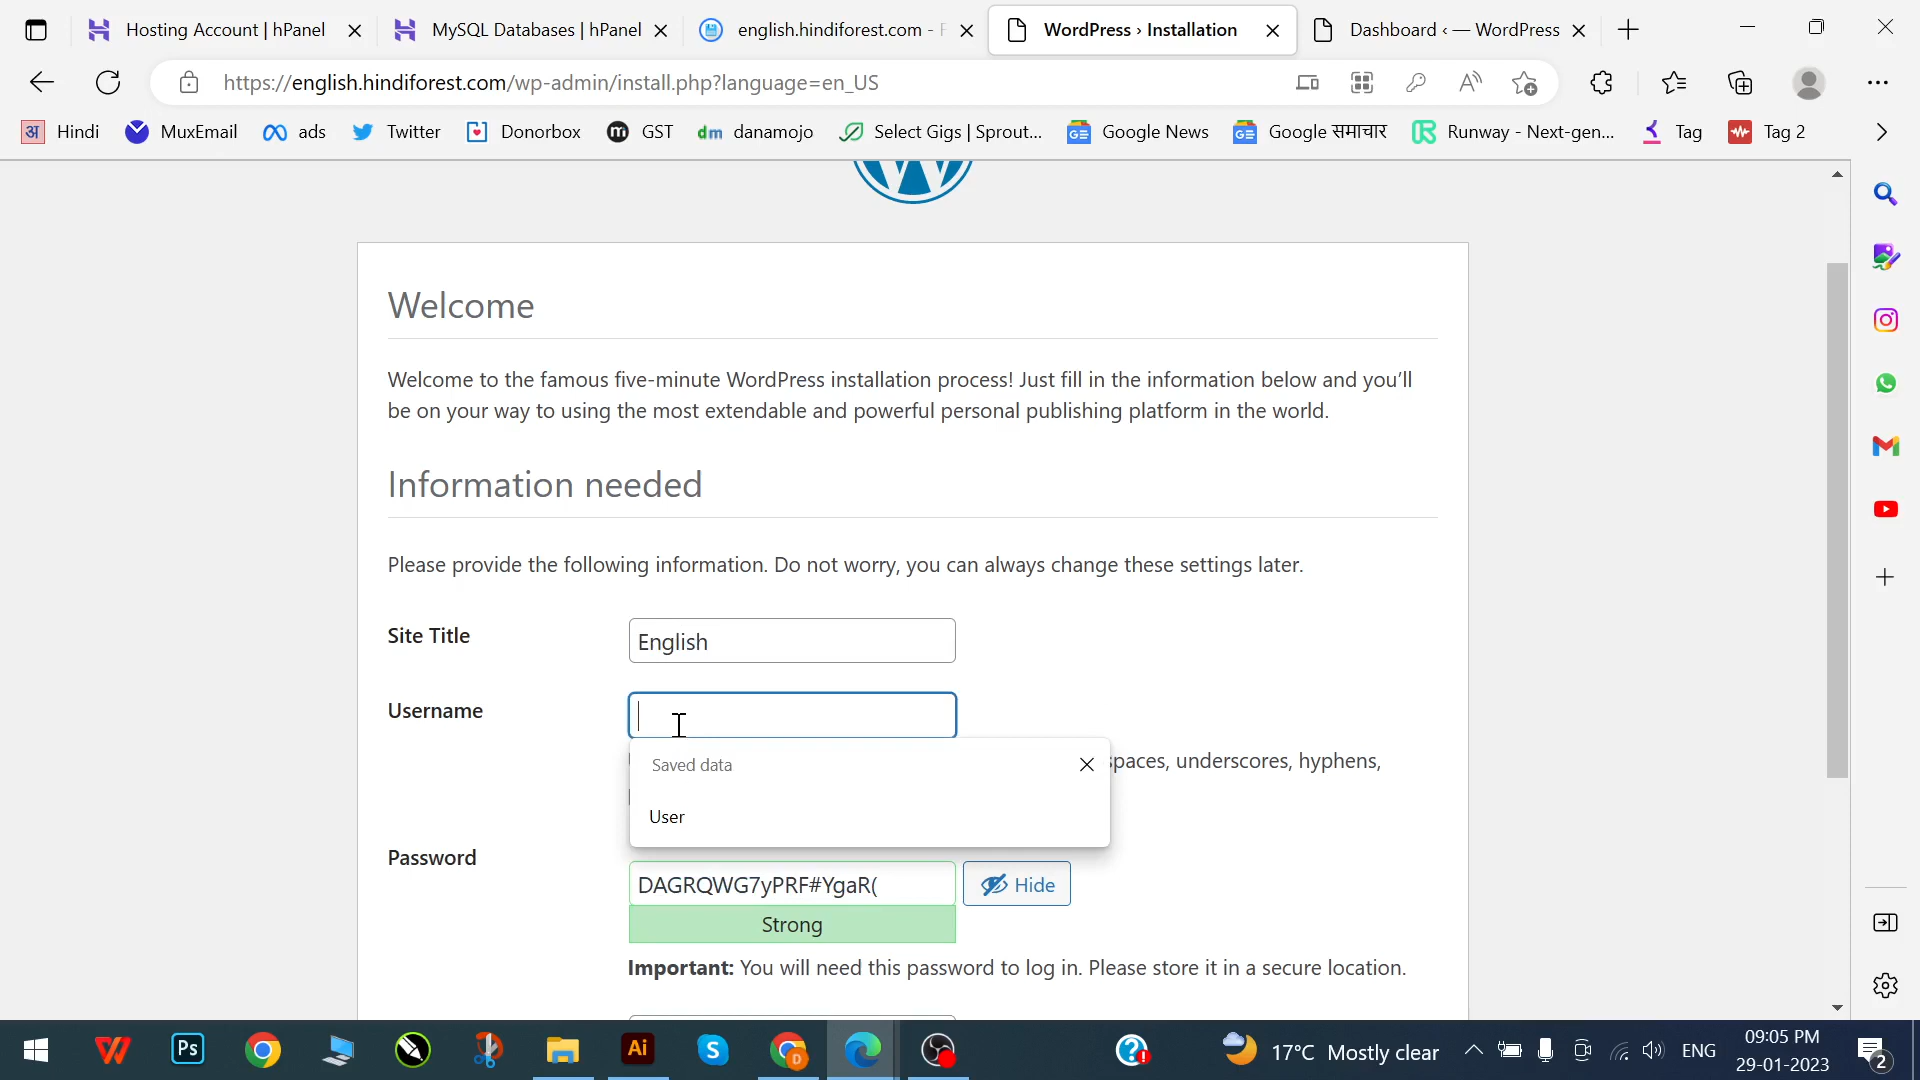 Hosting Account | hPanel
MySQL Databases | hPanel
english.hindiforest.com -
WordPress › Installation
Dashboard ‹ — WordPress
https://english.hindiforest.com/wp-admin/install.php?language=en_US
अ Hindi
MuxEmail
ads
Twitter
Donorbox
GST
dm danamojo
Select Gigs | Sprout...
Google News
Google समाचार
Runway - Next-gen...
Tag
Tag 2
Welcome
Welcome to the famous five-minute WordPress installation process! Just fill in the information below and you'll
be on your way to using the most extendable and powerful personal publishing platform in the world.
Information needed
Please provide the following information. Do not worry, you can always change these settings later.
Site Title
English
Username
Saved data
spaces, underscores, hyphens,
User
Password
DAGRQWG7yPRF#YgaR(
Hide
Strong
Important: You will need this password to log in. Please store it in a secure location.
Ps
Ai
S
D
17°C Mostly clear
ENG
09:05 PM
29-01-2023
2